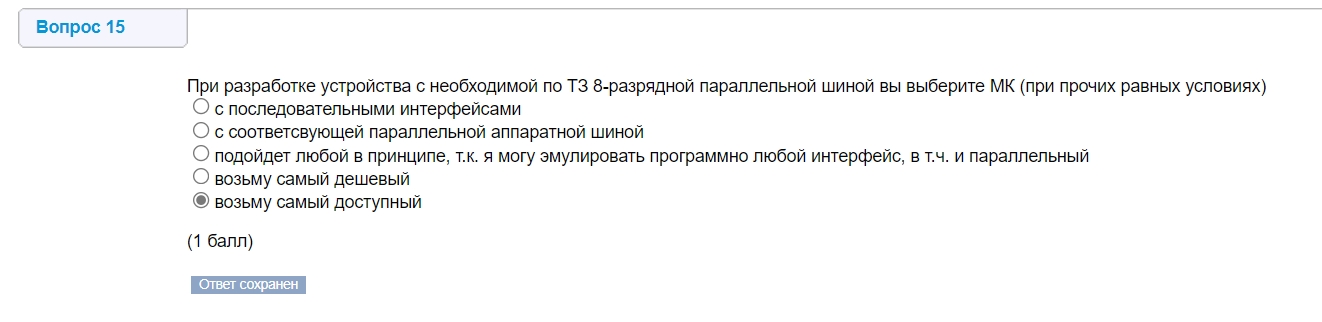 Вопрос 15
При разработке устройства с необходимой по ТЗ 8-разрядной параллельной шиной вы выберите МК (при прочих равных условиях)
с последовательными интерфейсами
с соответсвующей параллельной аппаратной шиной
подойдет любой в принципе, т.к. я могу эмулировать программно любой интерфейс, в т.ч. и параллельный
возьму самый дешевый
возьму самый доступный
(1 балл)
Ответ сохранен